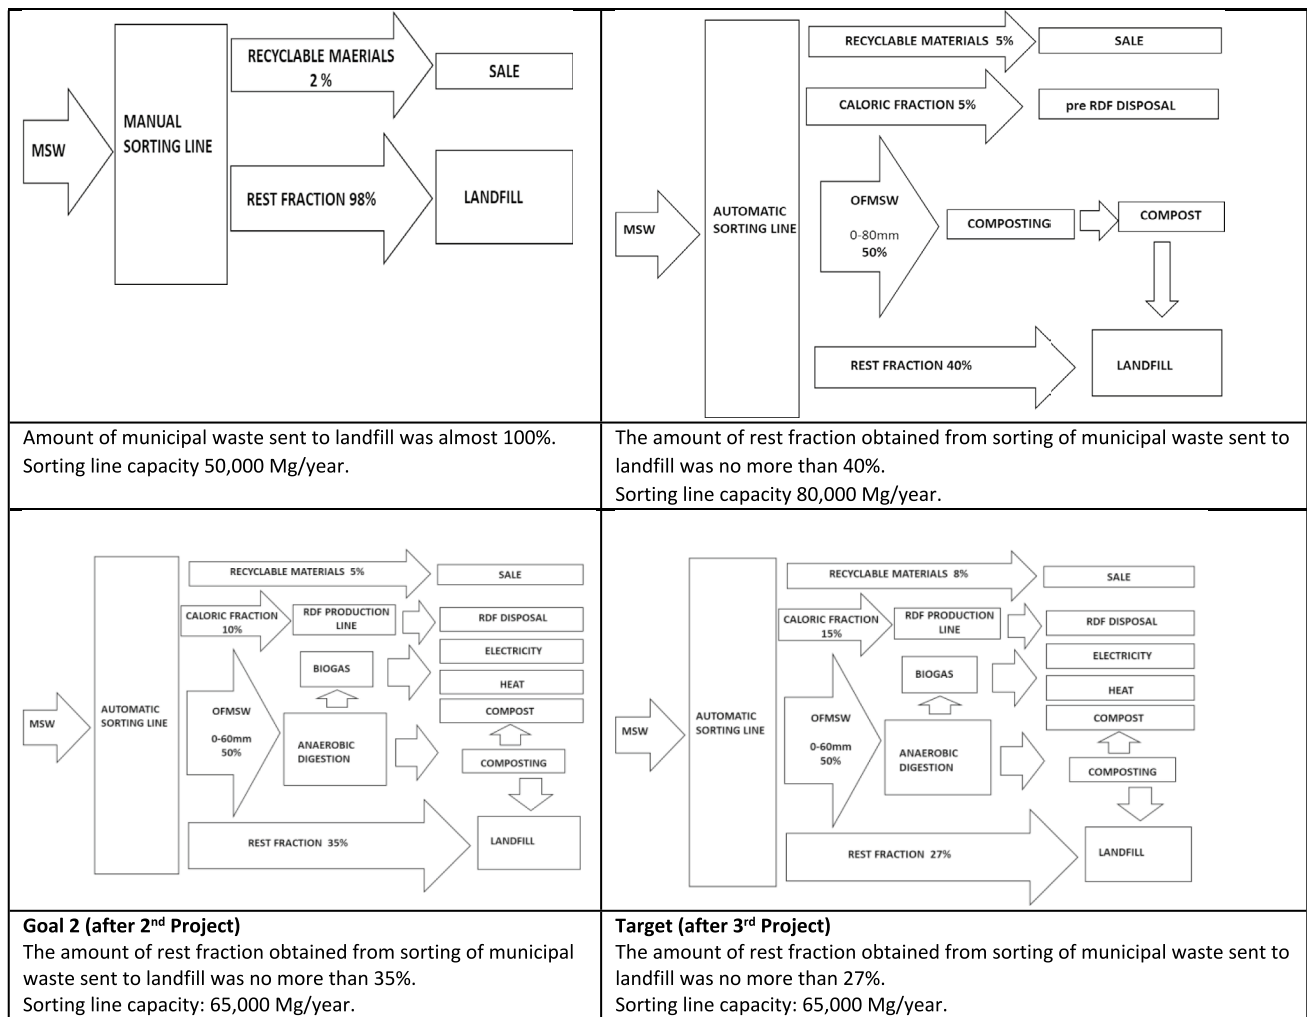 MSW
MANUAL
SORTING LINE
RECYCLABLE MAERIALS
2 %
SALE
REST FRACTION 98%
LANDFILL
Amount of municipal waste sent to landfill was almost 100%.
Sorting line capacity 50,000 Mg/year.
MSW
AUTOMATIC
SORTING LINE
RECYCLABLE MATERIALS 5%
SALE
CALORIC FRACTION 5%
pre RDF DISPOSAL
OFMSW
0-80mm
50%
COMPOSTING
COMPOST
REST FRACTION 40%
LANDFILL
The amount of rest fraction obtained from sorting of municipal waste sent to
landfill was no more than 40%.
Sorting line capacity 80,000 Mg/year.
MSW
AUTOMATIC
SORTING LINE
RECYCLABLE MATERIALS 5%
SALE
CALORIC FRACTION
10%
RDF PRODUCTION
LINE
RDF DISPOSAL
BIOGAS
ELECTRICITY
HEAT
COMPOST
OFMSW
0-60mm
50%
ANAEROBIC
DIGESTION
COMPOSTING
REST FRACTION 35%
LANDFILL
Goal 2 (after 2nd Project)
The amount of rest fraction obtained from sorting of municipal
waste sent to landfill was no more than 35%.
Sorting line capacity: 65,000 Mg/year.
MSW
AUTOMATIC
SORTING LINE
RECYCLABLE MATERIALS 8%
SALE
CALORIC FRACTION
15%
RDF PRODUCTION
LINE
RDF DISPOSAL
BIOGAS
ELECTRICITY
HEAT
COMPOST
OFMSW
0-60mm
50%
ANAEROBIC
DIGESTION
COMPOSTING
REST FRACTION 27%
LANDFILL
Target (after 3rd Project)
The amount of rest fraction obtained from sorting of municipal waste sent to
landfill was no more than 27%.
Sorting line capacity: 65,000 Mg/year.